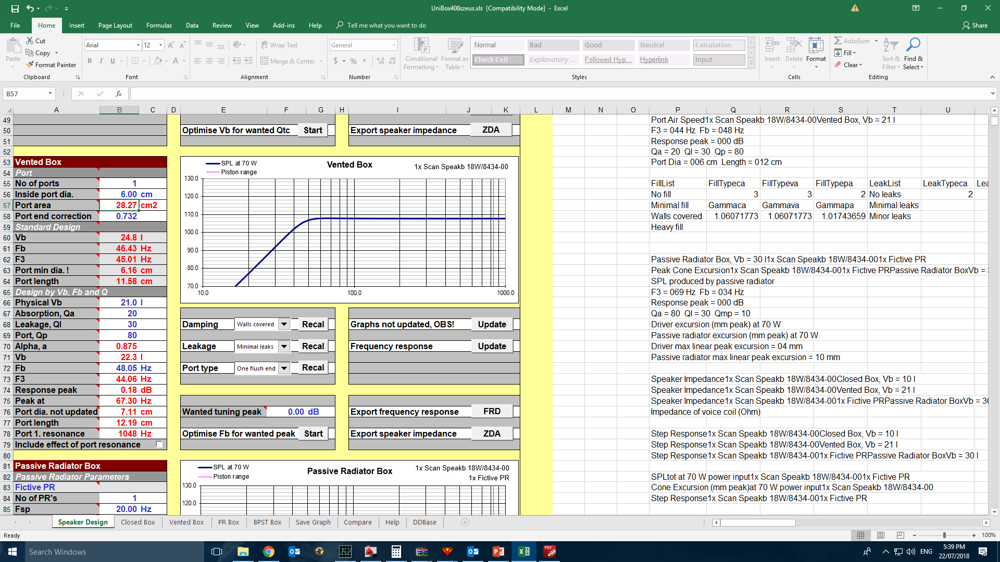 UniBox408szeus.xls [Compatibility Mode] - Excel
File Home Insert Page Layout Formulas Data Review View Add-ins Help Tell me what you want to do Share
Paste Cut Copy Format Painter Clipboard
Arial 12 B I U Font
Wrap Text Merge & Center Alignment
General $ % Number
Conditional Formatting Format as Table
Normal Bad Good Neutral Calculation
Check Cell Explanatory ... Followed Hyp... Hyperlink Input
Styles
Insert Delete Format Cells
AutoSum Fill Clear Sort & Filter Find & Select Editing
B57 fx
A B C D E F G H I J K L M N O P Q R S T U
49 Port Air Speed1x Scan Speakb 18W/8434-00Vented Box, Vb = 21 l
50 Optimise Vb for wanted Qtc Start Export speaker impedance ZDA F3 = 044 Hz Fb = 048 Hz
51 Response peak = 000 dB
52 Qa = 20 Ql = 30 Qp = 80
53 Vented Box Port Dia = 006 cm Length = 012 cm
54 Port
55 No of ports 1 FillList FillTypeca FillTypeva FillTypepa LeakList LeakTypeca Lea
56 Inside port dia. 6.00 cm No fill 3 3 2 No leaks 2
57 Port area 28.27 cm2 Minimal fill Gammaca Gammava Gammapa Minimal leaks
58 Port end correction 0.732 Walls covered 1.06071773 1.06071773 1.01743659 Minor leaks
59 Standard Design Heavy fill
60 Vb 24.8 l
61 Fb 46.43 Hz
62 F3 45.01 Hz Passive Radiator Box, Vb = 30 l1x Scan Speakb 18W/8434-001x Fictive PR
63 Port min dia. ! 6.16 cm Peak Cone Excursion1x Scan Speakb 18W/8434-001x Fictive PRPassive Radiator BoxVb =
64 Port length 11.58 cm SPL produced by passive radiator
65 Design by Vb, Fb and Q F3 = 069 Hz Fb = 034 Hz
66 Physical Vb 21.0 l Response peak = 000 dB
67 Absorption, Qa 20 Qa = 80 Ql = 30 Qmp = 10
68 Leakage, Ql 30 Damping Walls covered Recal Graphs not updated, OBS! Update Driver excursion (mm peak) at 70 W
69 Port, Qp 80 Passive radiator excursion (mm peak) at 70 W
70 Alpha, a 0.875 Leakage Minimal leaks Recal Frequency response Update Driver max linear peak excursion = 04 mm
71 Vb 22.3 l Passive radiator max linear peak excursion = 10 mm
72 Fb 48.05 Hz Port type One flush end Recal
73 F3 44.06 Hz Speaker Impedance1x Scan Speakb 18W/8434-00Closed Box, Vb = 10 l
74 Response peak 0.18 dB Speaker Impedance1x Scan Speakb 18W/8434-00Vented Box, Vb = 21 l
75 Peak at 67.30 Hz Speaker Impedance1x Scan Speakb 18W/8434-001x Fictive PRPassive Radiator BoxVb = 30
76 Port dia. not updated 7.11 cm Wanted tuning peak 0.00 dB Export frequency response FRD Impedance of voice coil (Ohm)
77 Port length 12.19 cm
78 Port 1. resonance 1048 Hz Optimise Fb for wanted peak Start Export speaker impedance ZDA Step Response1x Scan Speakb 18W/8434-00Closed Box, Vb = 10 l
79 Include effect of port resonance Step Response1x Scan Speakb 18W/8434-00Vented Box, Vb = 21 l
80 Step Response1x Scan Speakb 18W/8434-001x Fictive PRPassive Radiator BoxVb = 30 l
81 Passive Radiator Box
82 Passive Radiator Parameters SPLtot at 70 W power input1x Scan Speakb 18W/8434-001x Fictive PR
83 Fictive PR Cone Excursion (mm peak)at 70 W power input1x Scan Speakb 18W/8434-00
84 No of PR's 1 Step Response1x Scan Speakb 18W/8434-001x Fictive PR
85 Fsp 20.00 Hz
SPL at 70 W
Piston range
Vented Box
1x Scan Speakb 18W/8434-00
130.0
120.0
110.0
100.0
90.0
80.0
70.0
10.0 100.0 1000.0
SPL at 70 W
Piston range
Passive Radiator Box
1x Scan Speakb 18W/8434-00
1x Fictive PR
130.0
120.0
Speaker Design Closed Box Vented Box PR Box BPST Box Save Graph Compare Help DDBase
Ready 100%
Search Windows
ENG
5:39 PM
22/07/2018